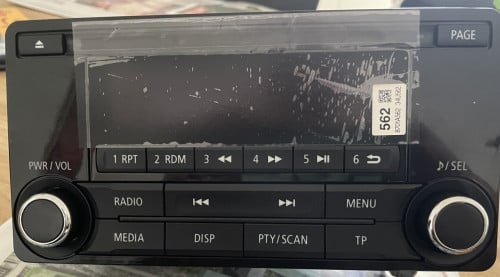 PAGE
562
PWR / VOL
1 RPT
2 RDM
3
4
5
6
♪/ SEL
RADIO
MENU
MEDIA
DISP
PTY/SCAN
TP